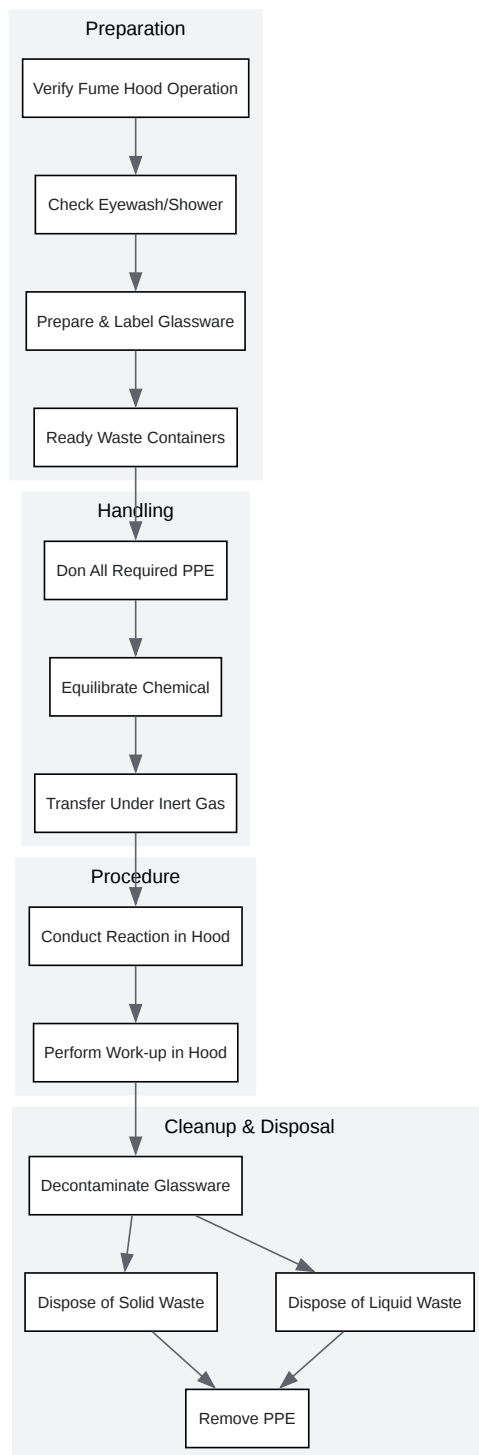 Preparation
Verify Fume Hood Operation
Check Eyewash/Shower
Prepare & Label Glassware
Ready Waste Containers
Handling
Don All Required PPE
Equilibrate Chemical
Transfer Under Inert Gas
Procedure
Conduct Reaction in Hood
Perform Work-up in Hood
Cleanup & Disposal
Decontaminate Glassware
Dispose of Solid Waste
Dispose of Liquid Waste
Remove PPE